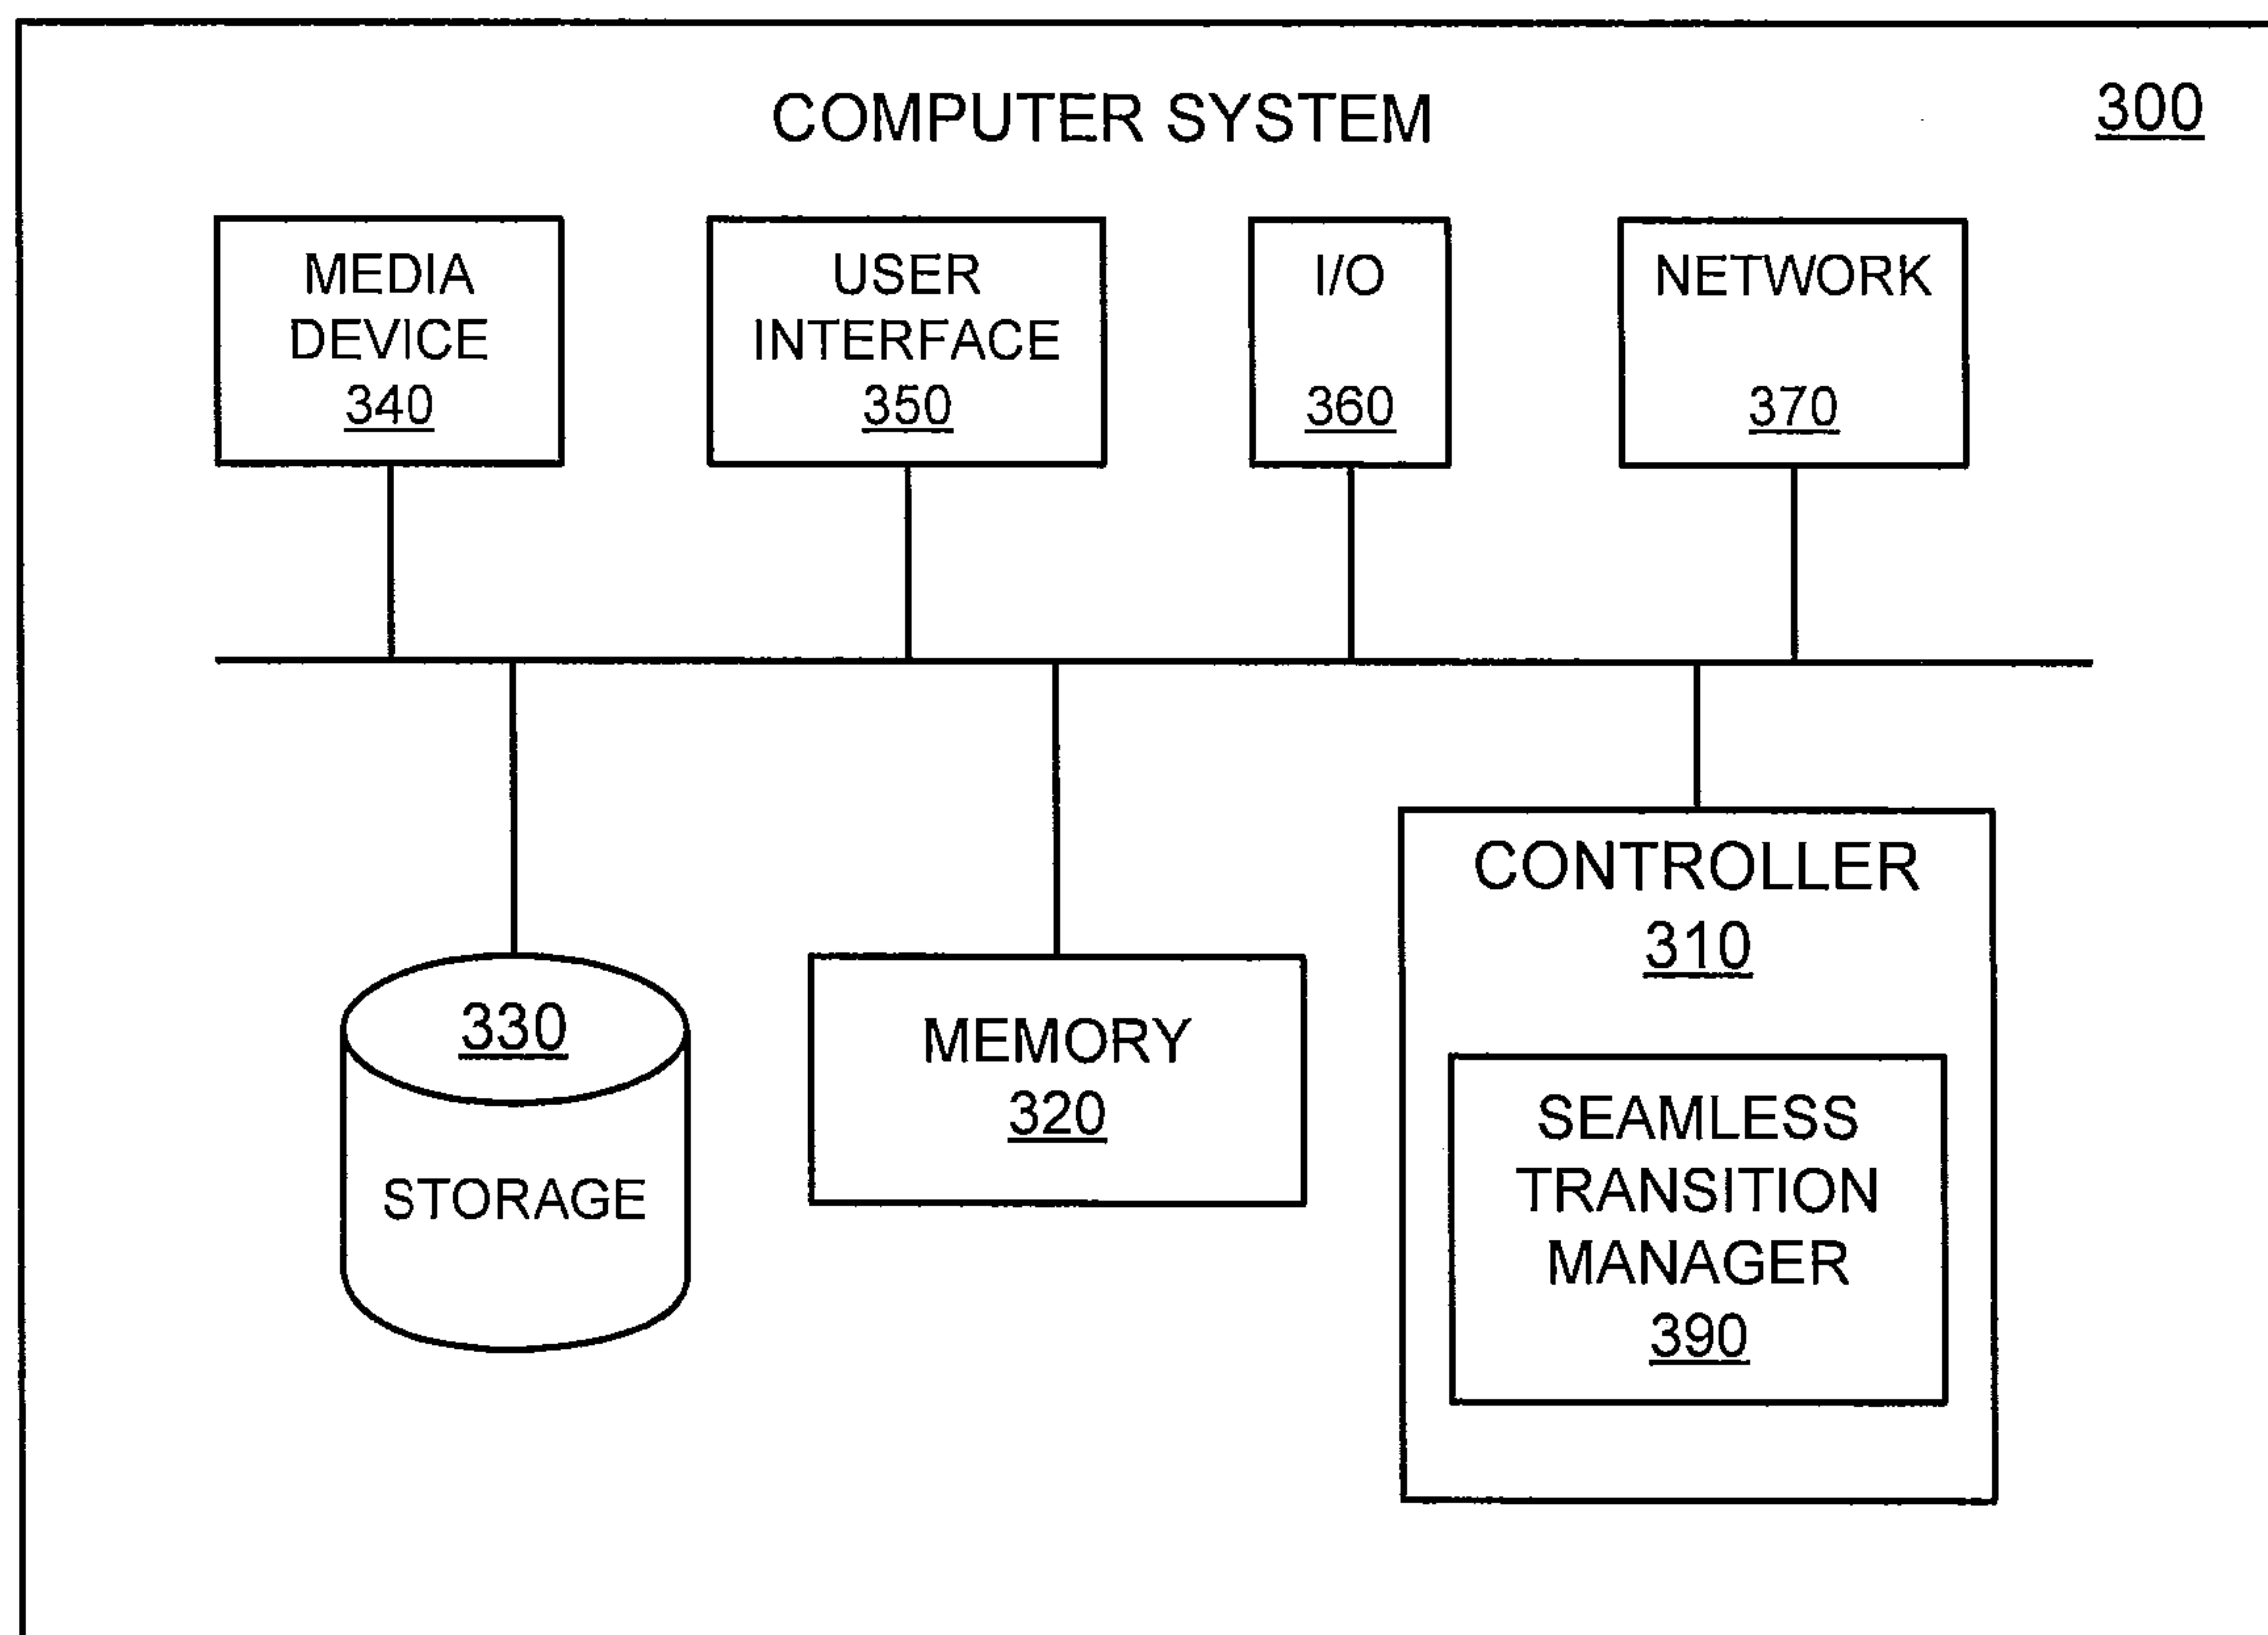 COMPUTER SYSTEM
300
MEDIA
DEVICE
340
USER
INTERFACE
350
I/O
360
NETWORK
370
330
STORAGE
MEMORY
320
CONTROLLER
310
SEAMLESS
TRANSITION
MANAGER
390